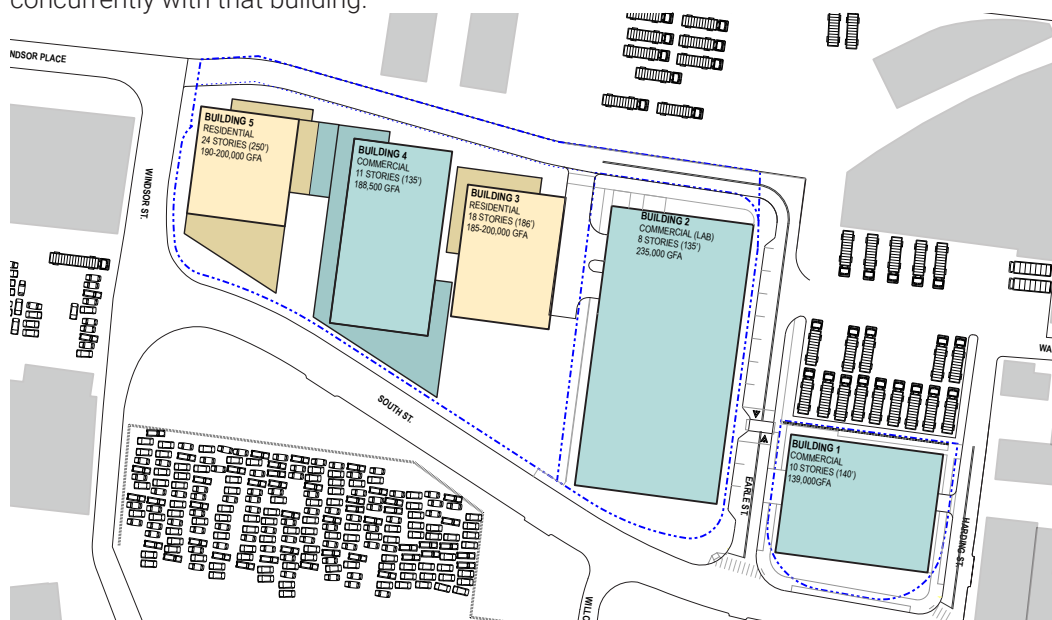 concurrently with that building.
NDSOR PLACE
WINDSOR ST.
BUILDING 5
RESIDENTIAL
24 STORIES (250')
190-200,000 GFA
BUILDING 4
COMMERCIAL
11 STORIES (135')
188,500 GFA
BUILDING 3
RESIDENTIAL
18 STORIES (186')
185-200,000 GFA
BUILDING 2
COMMERCIAL (LAB)
8 STORIES (135')
235,000 GFA
BUILDING 1
COMMERCIAL
10 STORIES (140')
139,000GFA
SOUTH ST.
EARLE ST.
HARDING ST.
WA
WILLO